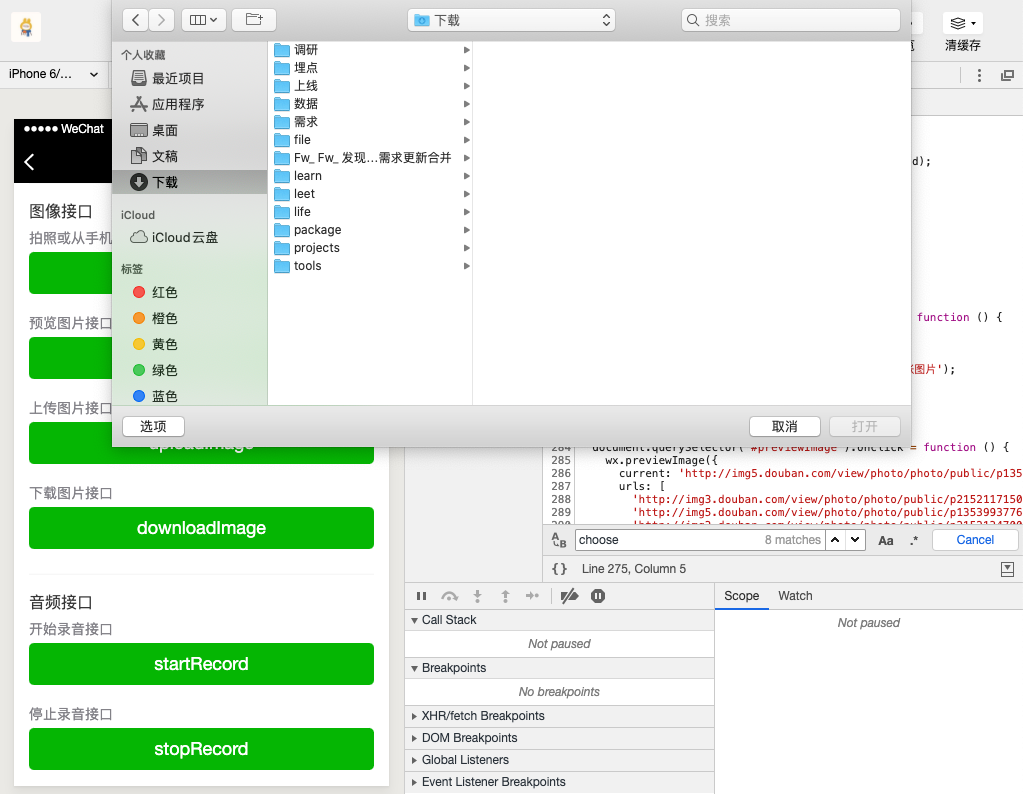 下载
搜索
清缓存
iPhone 6/...
个人收藏
最近项目
应用程序
桌面
文稿
下载
iCloud
iCloud云盘
标签
红色
橙色
黄色
绿色
蓝色
调研
埋点
上线
数据
需求
file
Fw_ Fw_ 发现...需求更新合并
learn
leet
life
package
projects
tools
选项
取消
打开
●●●●● WeChat
图像接口
拍照或从手机
预览图片接口
上传图片接口
uploadImage
下载图片接口
downloadImage
音频接口
开始录音接口
startRecord
停止录音接口
stopRecord
d);
function () {
图片');
284 document.querySelector('#previewImage').onclick = function () {
285 wx.previewImage({
286 current: 'http://img5.douban.com/view/photo/photo/public/p135
287 urls: [
288 'http://img3.douban.com/view/photo/photo/public/p2152117150
289 'http://img5.douban.com/view/photo/photo/public/p1353993776
choose
8 matches
Aa
.*
Cancel
{} Line 275, Column 5
Scope
Watch
Call Stack
Not paused
Not paused
Breakpoints
No breakpoints
XHR/fetch Breakpoints
DOM Breakpoints
Global Listeners
Event Listener Breakpoints